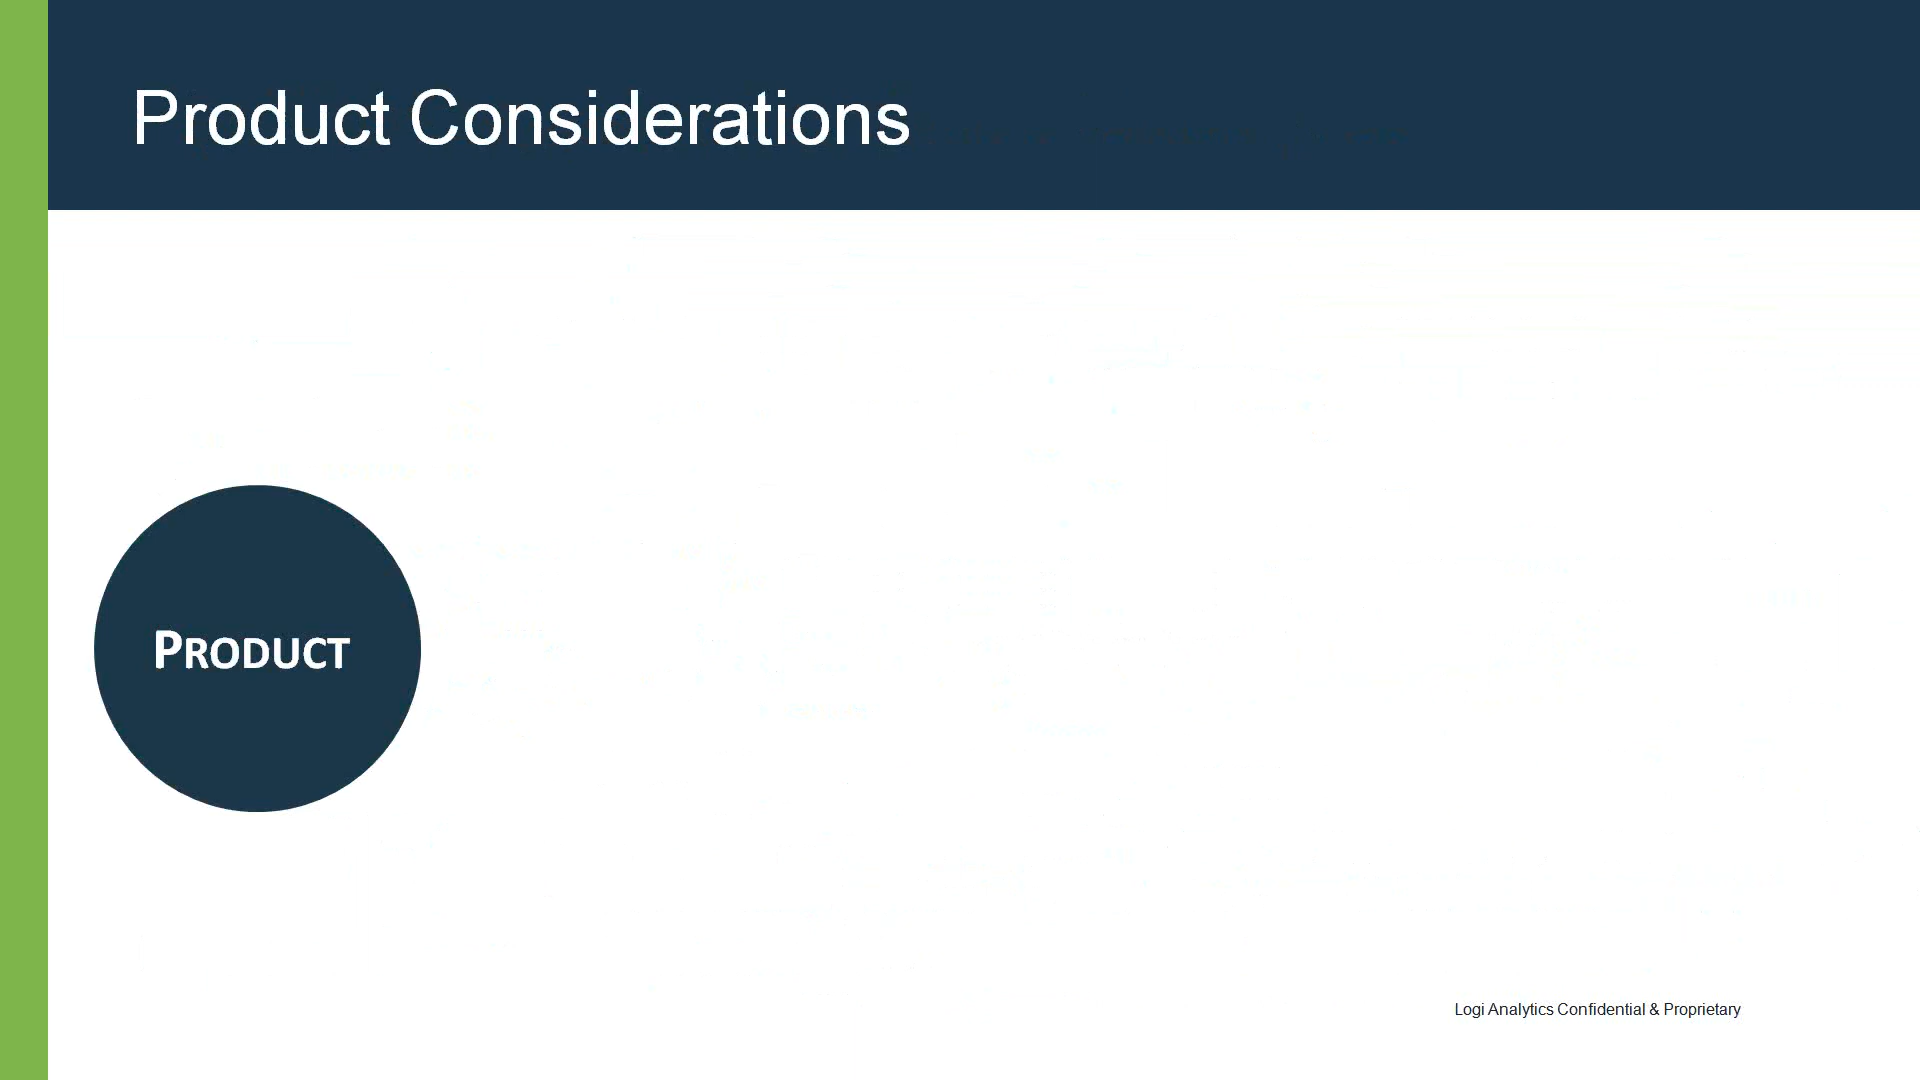 Product Considerations
PRODUCT
Logi Analytics Confidential & Proprietary